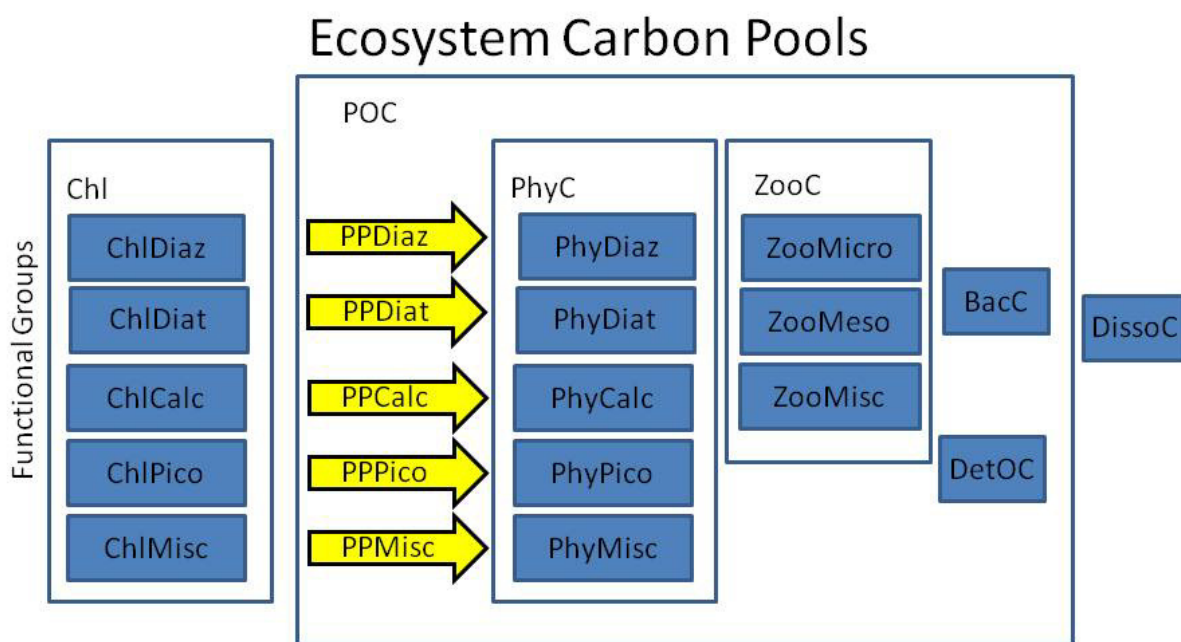 Ecosystem Carbon Pools
Functional Groups
Chl
ChlDiaz
ChlDiat
ChlCalc
ChlPico
ChlMisc
POC
PPDiaz
PPDiat
PPCalc
PPPico
PPMisc
PhyC
PhyDiaz
PhyDiat
PhyCalc
PhyPico
PhyMisc
ZooC
ZooMicro
ZooMeso
ZooMisc
BacC
DetOC
DissoC